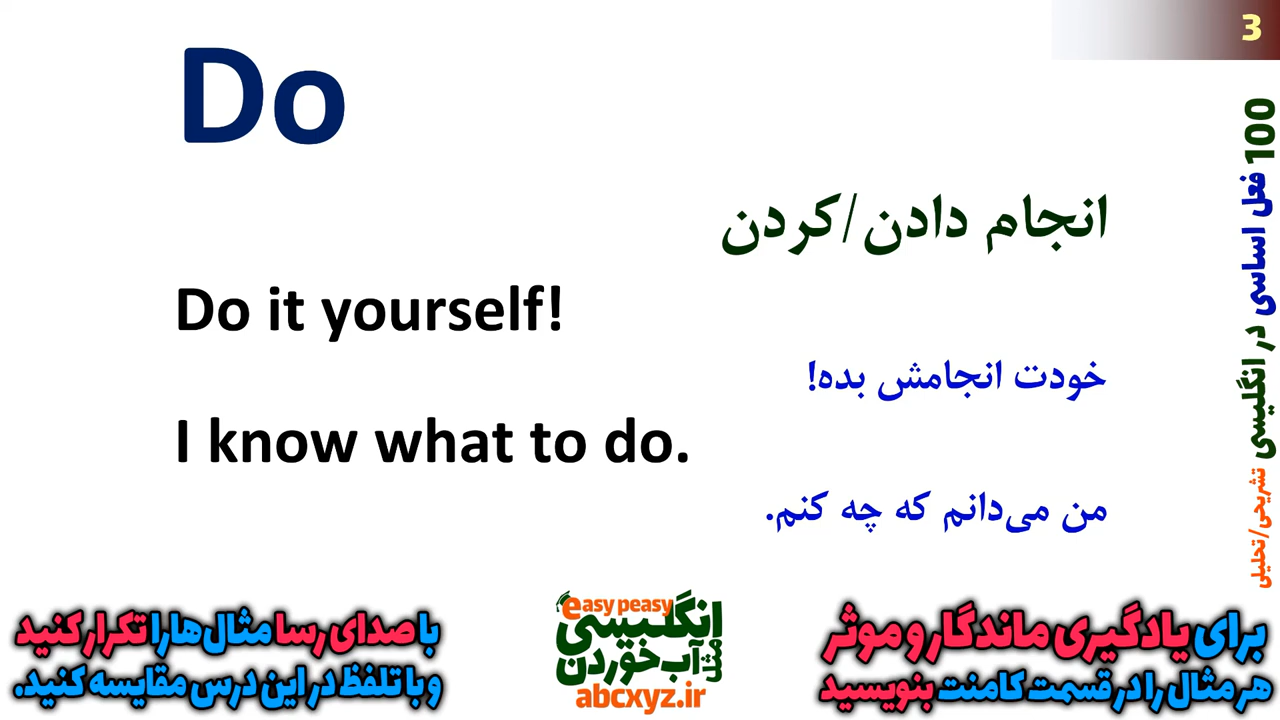 3
Do
انجام دادن/کردن
Do it yourself!
خودت انجامش بده!
I know what to do.
من می‌دانم که چه کنم.
100 فعل اساسی در انگلیسی
تشریحی/تحلیلی
با صدای رسا مثال‌ها را تکرار کنید
و با تلفظ در این درس مقایسه کنید.
easy peasy
انگلیسی
مثل آب خوردن
abcxyz.ir
برای یادگیری ماندگار و موثر
هر مثال را در قسمت کامنت بنویسید